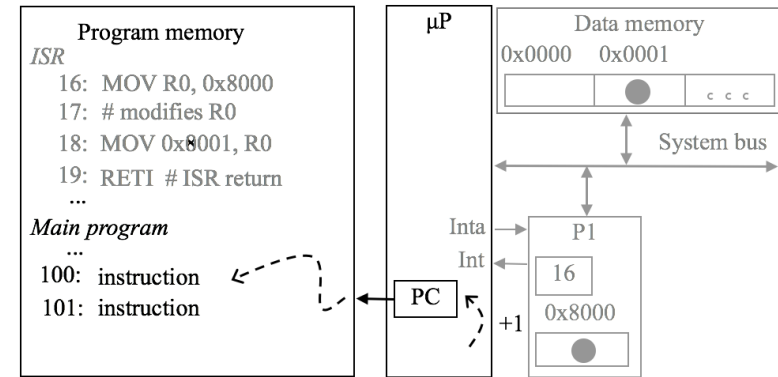 Program memory
ISR
16: MOV R0, 0x8000
17: # modifies R0
18: MOV 0x8001, R0
19: RETI # ISR return
...
Main program
...
100: instruction
101: instruction
μP
PC
+1
Data memory
0x0000 0x0001
c c c
System bus
Inta
Int
P1
16
0x8000